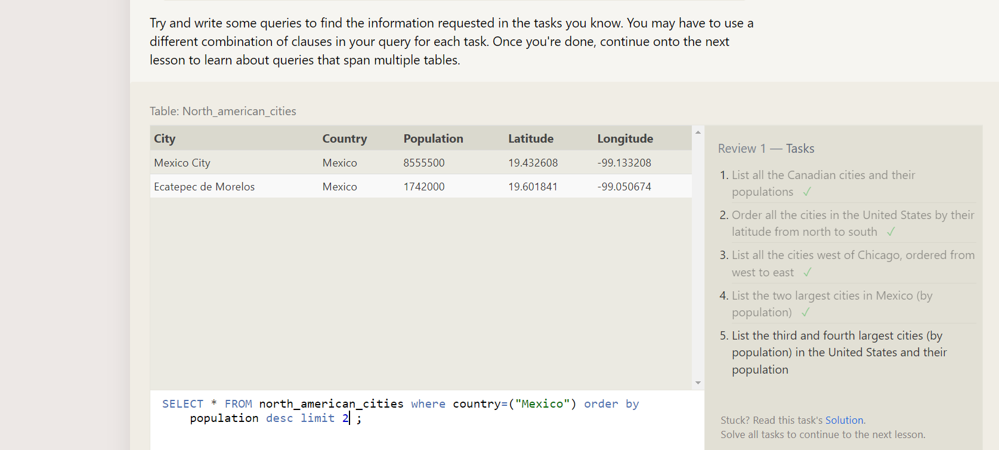 Try and write some queries to find the information requested in the tasks you know. You may have to use a
different combination of clauses in your query for each task. Once you're done, continue onto the next
lesson to learn about queries that span multiple tables.
Table: North_american_cities
City Country Population Latitude Longitude
Mexico City Mexico 8555500 19.432608 -99.133208
Ecatepec de Morelos Mexico 1742000 19.601841 -99.050674
SELECT * FROM north_american_cities where country=("Mexico") order by
population desc limit 2 ;
Review 1 — Tasks
1. List all the Canadian cities and their
populations ✓
2. Order all the cities in the United States by their
latitude from north to south ✓
3. List all the cities west of Chicago, ordered from
west to east ✓
4. List the two largest cities in Mexico (by
population) ✓
5. List the third and fourth largest cities (by
population) in the United States and their
population
Stuck? Read this task's Solution.
Solve all tasks to continue to the next lesson.